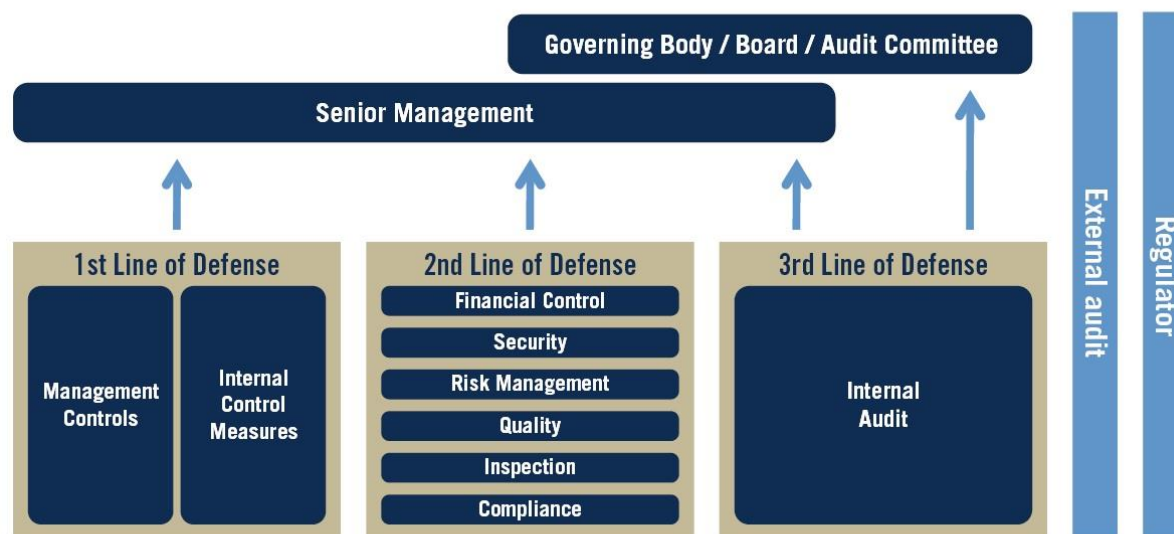 Governing Body / Board / Audit Committee
Senior Management
1st Line of Defense
Management
Controls
Internal
Control
Measures
2nd Line of Defense
Financial Control
Security
Risk Management
Quality
Inspection
Compliance
3rd Line of Defense
Internal
Audit
External audit
Regulator